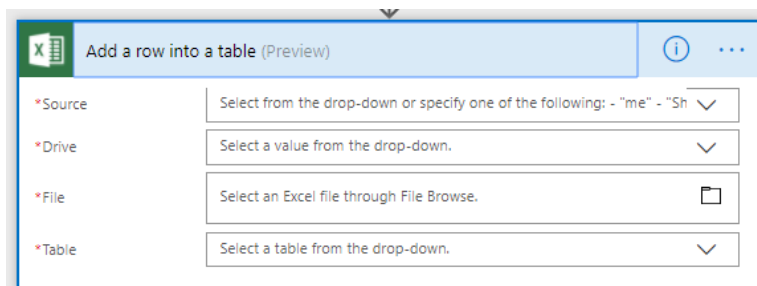 Add a row into a table (Preview)
*Source Select from the drop-down or specify one of the following: - "me" - "Sh
*Drive Select a value from the drop-down.
*File Select an Excel file through File Browse.
*Table Select a table from the drop-down.